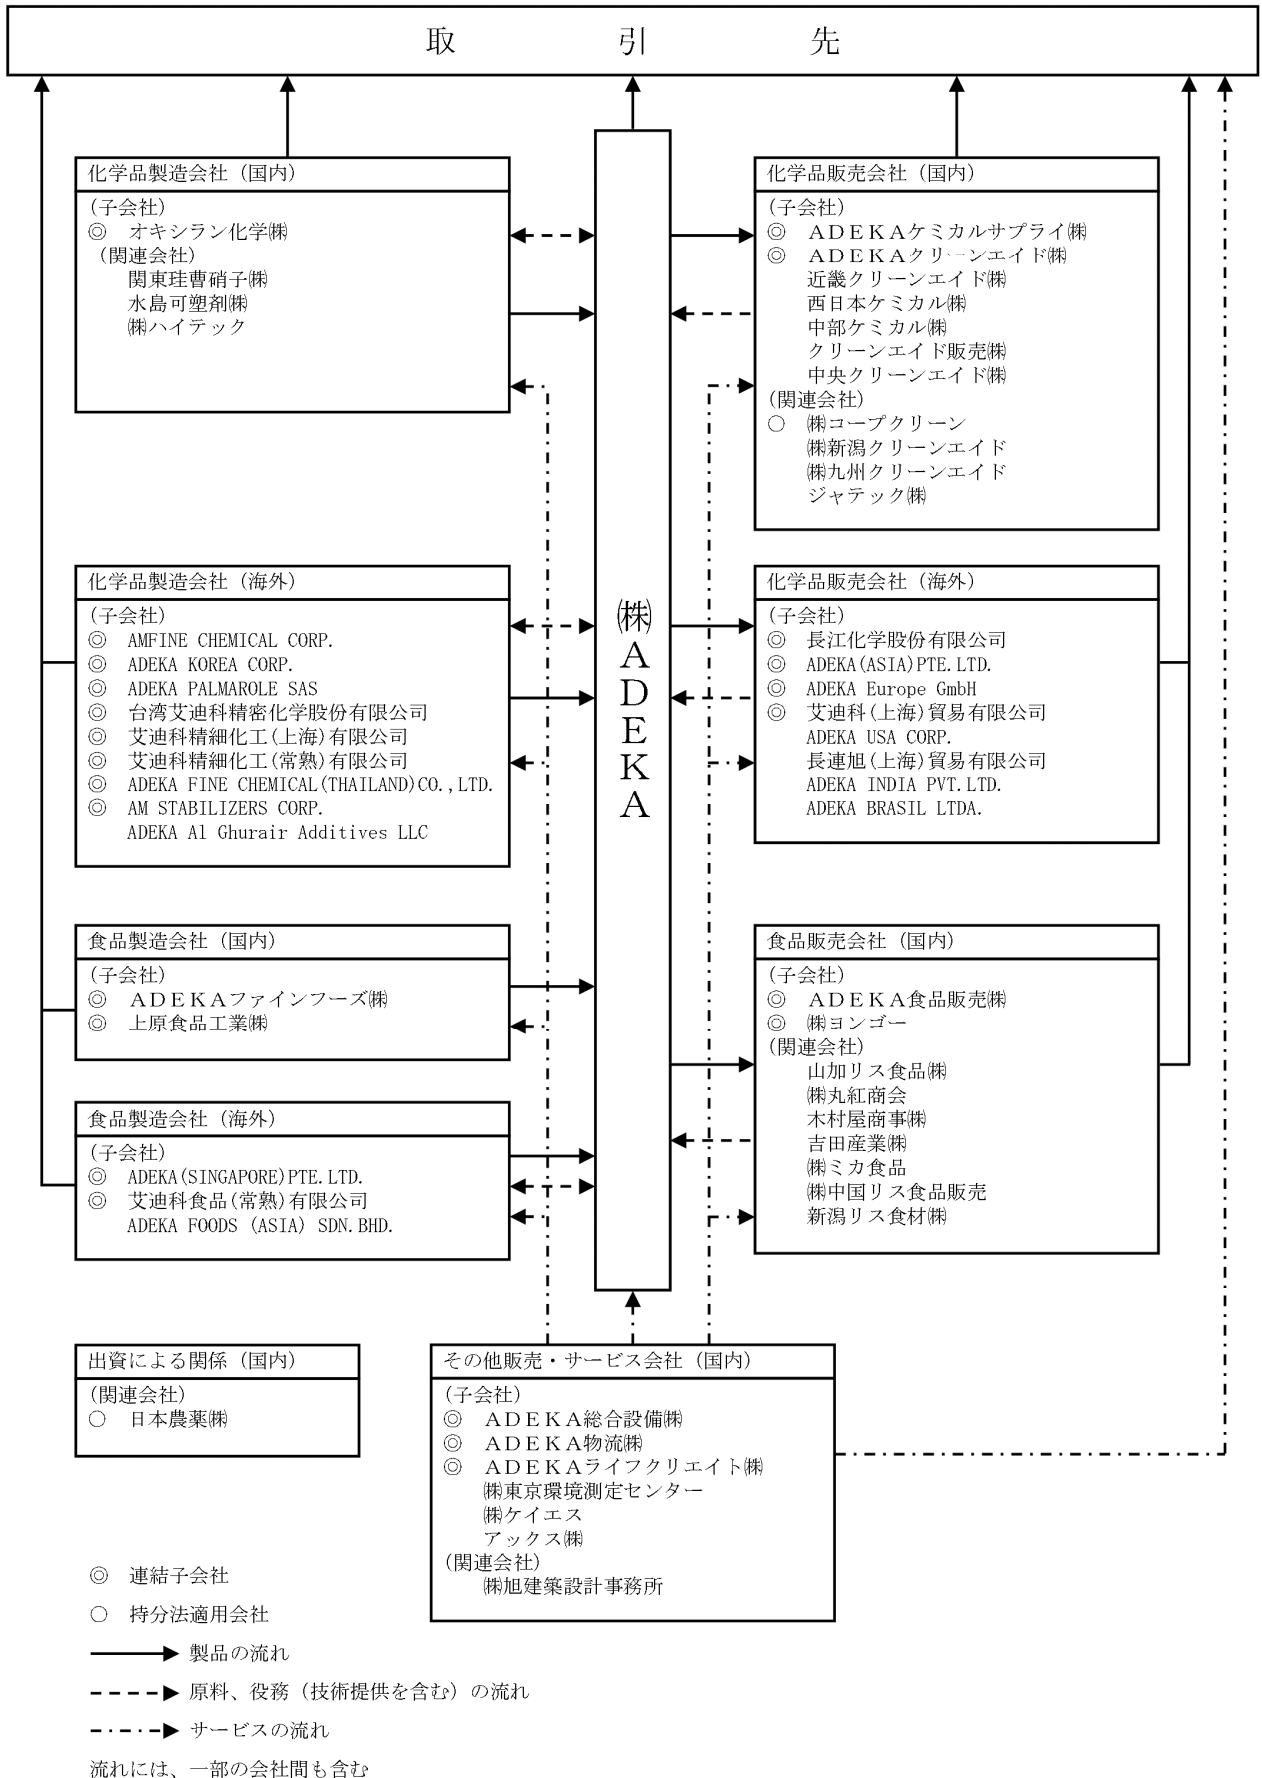 取引先
化学品製造会社（国内）
(子会社)
◎ オキシラン化学㈱
(関連会社)
関東珪曹硝子㈱
水島可塑剤㈱
㈱ハイテック
化学品販売会社（国内）
(子会社)
◎ ＡＤＥＫＡケミカルサプライ㈱
◎ ＡＤＥＫＡクリーンエイド㈱
近畿クリーンエイド㈱
西日本ケミカル㈱
中部ケミカル㈱
クリーンエイド販売㈱
中央クリーンエイド㈱
(関連会社)
○ ㈱コープクリーン
㈱新潟クリーンエイド
㈱九州クリーンエイド
ジャテック㈱
化学品製造会社（海外）
(子会社)
◎ AMFINE CHEMICAL CORP.
◎ ADEKA KOREA CORP.
◎ ADEKA PALMAROLE SAS
◎ 台湾艾迪科精密化学股份有限公司
◎ 艾迪科精細化工(上海)有限公司
◎ 艾迪科精細化工(常熟)有限公司
◎ ADEKA FINE CHEMICAL(THAILAND)CO.,LTD.
◎ AM STABILIZERS CORP.
ADEKA Al Ghurair Additives LLC
㈱ＡＤＥＫＡ
化学品販売会社（海外）
(子会社)
◎ 長江化学股份有限公司
◎ ADEKA(ASIA)PTE.LTD.
◎ ADEKA Europe GmbH
◎ 艾迪科(上海)貿易有限公司
ADEKA USA CORP.
長連旭(上海)貿易有限公司
ADEKA INDIA PVT.LTD.
ADEKA BRASIL LTDA.
食品製造会社（国内）
(子会社)
◎ ＡＤＥＫＡファインフーズ㈱
◎ 上原食品工業㈱
食品販売会社（国内）
(子会社)
◎ ＡＤＥＫＡ食品販売㈱
◎ ㈱ヨンゴー
(関連会社)
山加リス食品㈱
㈱丸紅商会
木村屋商事㈱
吉田産業㈱
㈱ミカ食品
㈱中国リス食品販売
新潟リス食材㈱
食品製造会社（海外）
(子会社)
◎ ADEKA(SINGAPORE)PTE.LTD.
◎ 艾迪科食品(常熟)有限公司
ADEKA FOODS (ASIA) SDN.BHD.
出資による関係（国内）
(関連会社)
○ 日本農薬㈱
その他販売・サービス会社（国内）
(子会社)
◎ ＡＤＥＫＡ総合設備㈱
◎ ＡＤＥＫＡ物流㈱
◎ ＡＤＥＫＡライフクリエイト㈱
㈱東京環境測定センター
㈱ケイエス
アックス㈱
(関連会社)
㈱旭建築設計事務所
◎ 連結子会社
○ 持分法適用会社
製品の流れ
原料、役務（技術提供を含む）の流れ
サービスの流れ
流れには、一部の会社間も含む